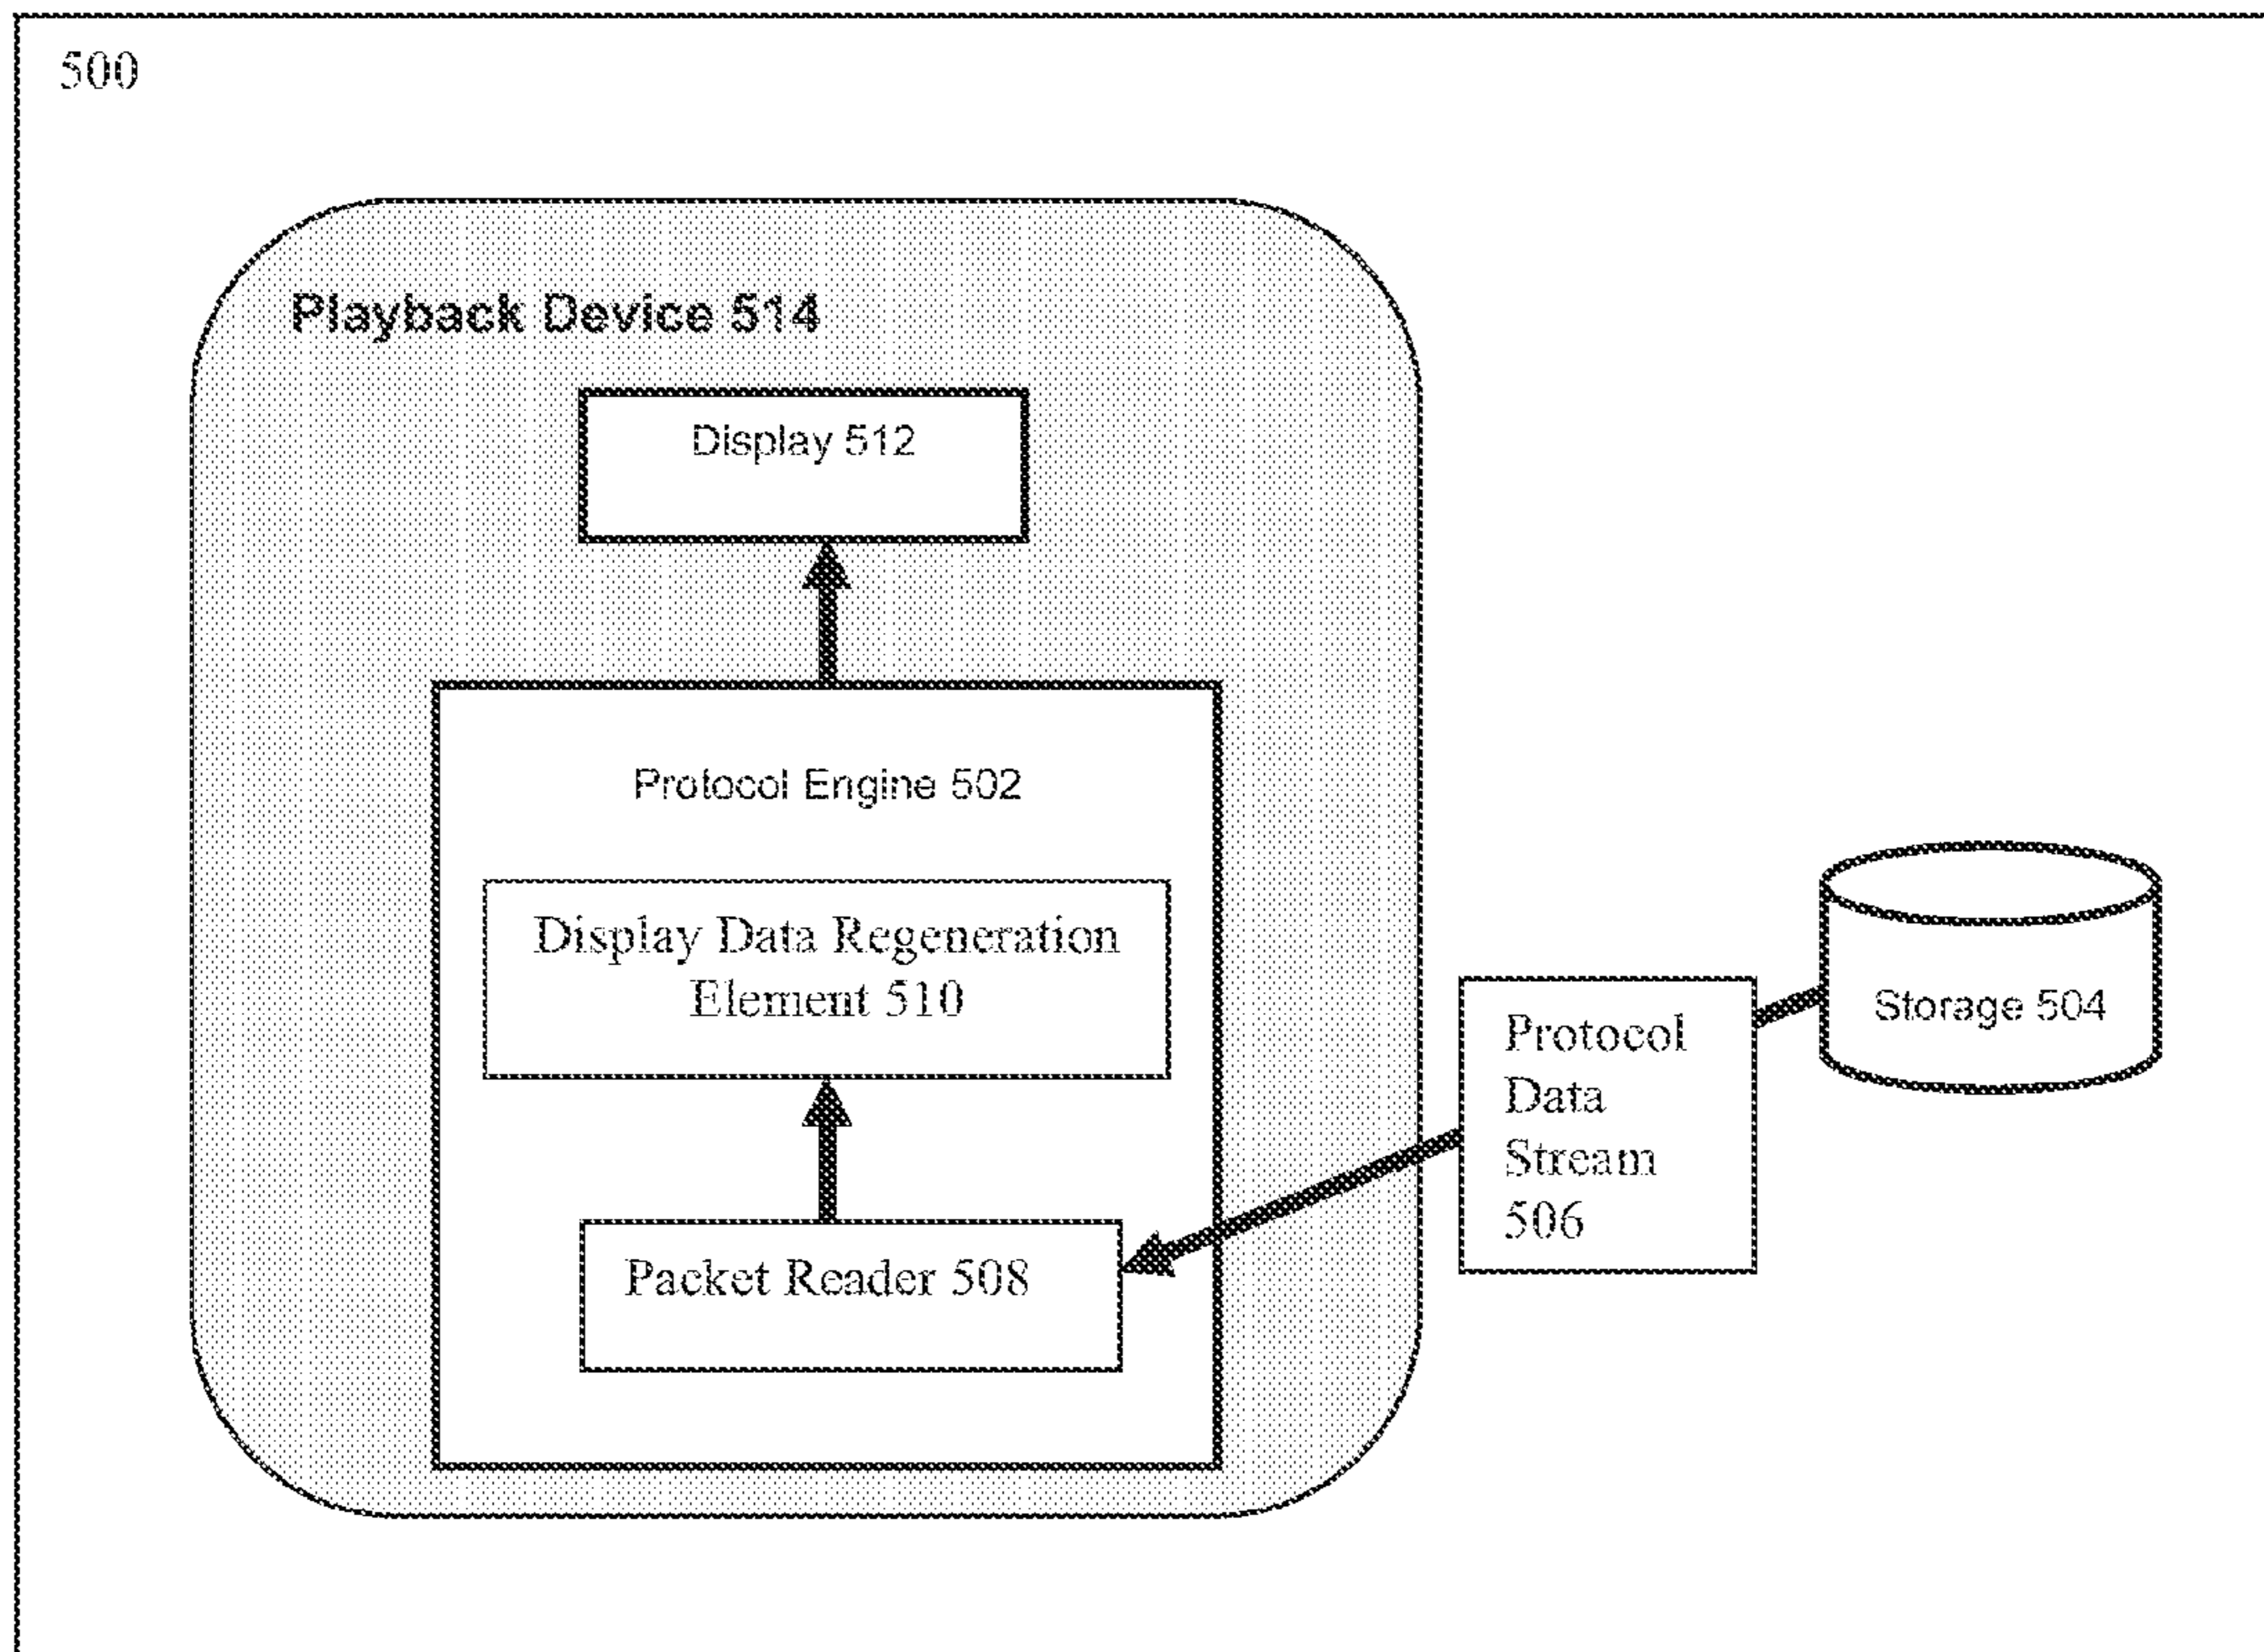 500
Playback Device 514
Display 512
Protocol Engine 502
Display Data Regeneration
Element 510
Packet Reader 508
Protocol
Data
Stream
506
Storage 504